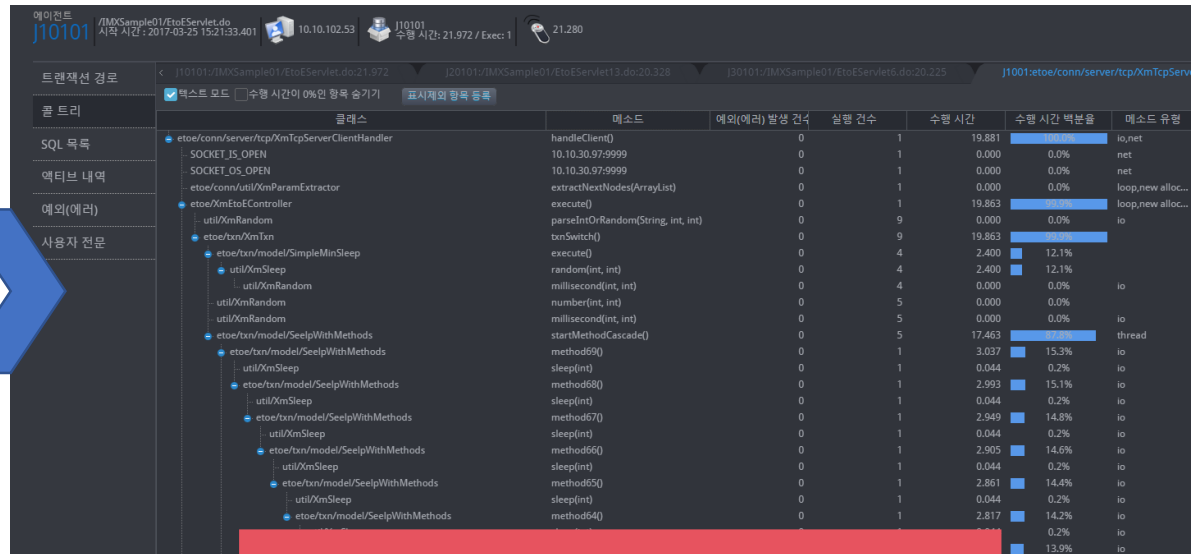 에이전트
J10101 /IMXSample01/EtoEServlet.do
시작 시간 : 2017-03-25 15:21:33.401
10.10.102.53
J10101
수행 시간: 21.972 / Exec: 1
21.280
트랜잭션 경로
콜 트리
SQL 목록
액티브 내역
예외(에러)
사용자 전문
< J10101:/IMXSample01/EtoEServlet.do:21.972 J20101:/IMXSample01/EtoEServlet13.do:20.328 J30101:/IMXSample01/EtoEServlet6.do:20.225 J1001:etoe/conn/server/tcp/XmTcpServe
텍스트 모드 수행 시간이 0%인 항목 숨기기 표시제외 항목 등록
클래스 메소드 예외(에러) 발생 건수 실행 건수 수행 시간 수행 시간 백분율 메소드 유형
etoe/conn/server/tcp/XmTcpServerClientHandler handleClient() 0 1 19.881 100.0% io,net
SOCKET_IS_OPEN 10.10.30.97:9999 0 1 0.000 0.0% net
SOCKET_OS_OPEN 10.10.30.97:9999 0 1 0.000 0.0% net
etoe/conn/util/XmParamExtractor extractNextNodes(ArrayList) 0 1 0.000 0.0% loop,new alloc...
etoe/XmEtoEController execute() 0 1 19.863 99.9% loop,new alloc...
util/XmRandom parseIntOrRandom(String, int, int) 0 9 0.000 0.0% io
etoe/txn/XmTxn txnSwitch() 0 9 19.863 99.9%
etoe/txn/model/SimpleMinSleep execute() 0 4 2.400 12.1%
util/XmSleep random(int, int) 0 4 2.400 12.1%
util/XmRandom millisecond(int, int) 0 4 0.000 0.0% io
util/XmRandom number(int, int) 0 5 0.000 0.0%
util/XmRandom millisecond(int, int) 0 5 0.000 0.0% io
etoe/txn/model/SeelpWithMethods startMethodCascade() 0 5 17.463 87.8% thread
etoe/txn/model/SeelpWithMethods method69() 0 1 3.037 15.3% io
util/XmSleep sleep(int) 0 1 0.044 0.2% io
etoe/txn/model/SeelpWithMethods method68() 0 1 2.993 15.1% io
util/XmSleep sleep(int) 0 1 0.044 0.2% io
etoe/txn/model/SeelpWithMethods method67() 0 1 2.949 14.8% io
util/XmSleep sleep(int) 0 1 0.044 0.2% io
etoe/txn/model/SeelpWithMethods method66() 0 1 2.905 14.6% io
util/XmSleep sleep(int) 0 1 0.044 0.2% io
etoe/txn/model/SeelpWithMethods method65() 0 1 2.861 14.4% io
util/XmSleep sleep(int) 0 1 0.044 0.2% io
etoe/txn/model/SeelpWithMethods method64() 0 1 2.817 14.2% io
0.2% io
13.9% io